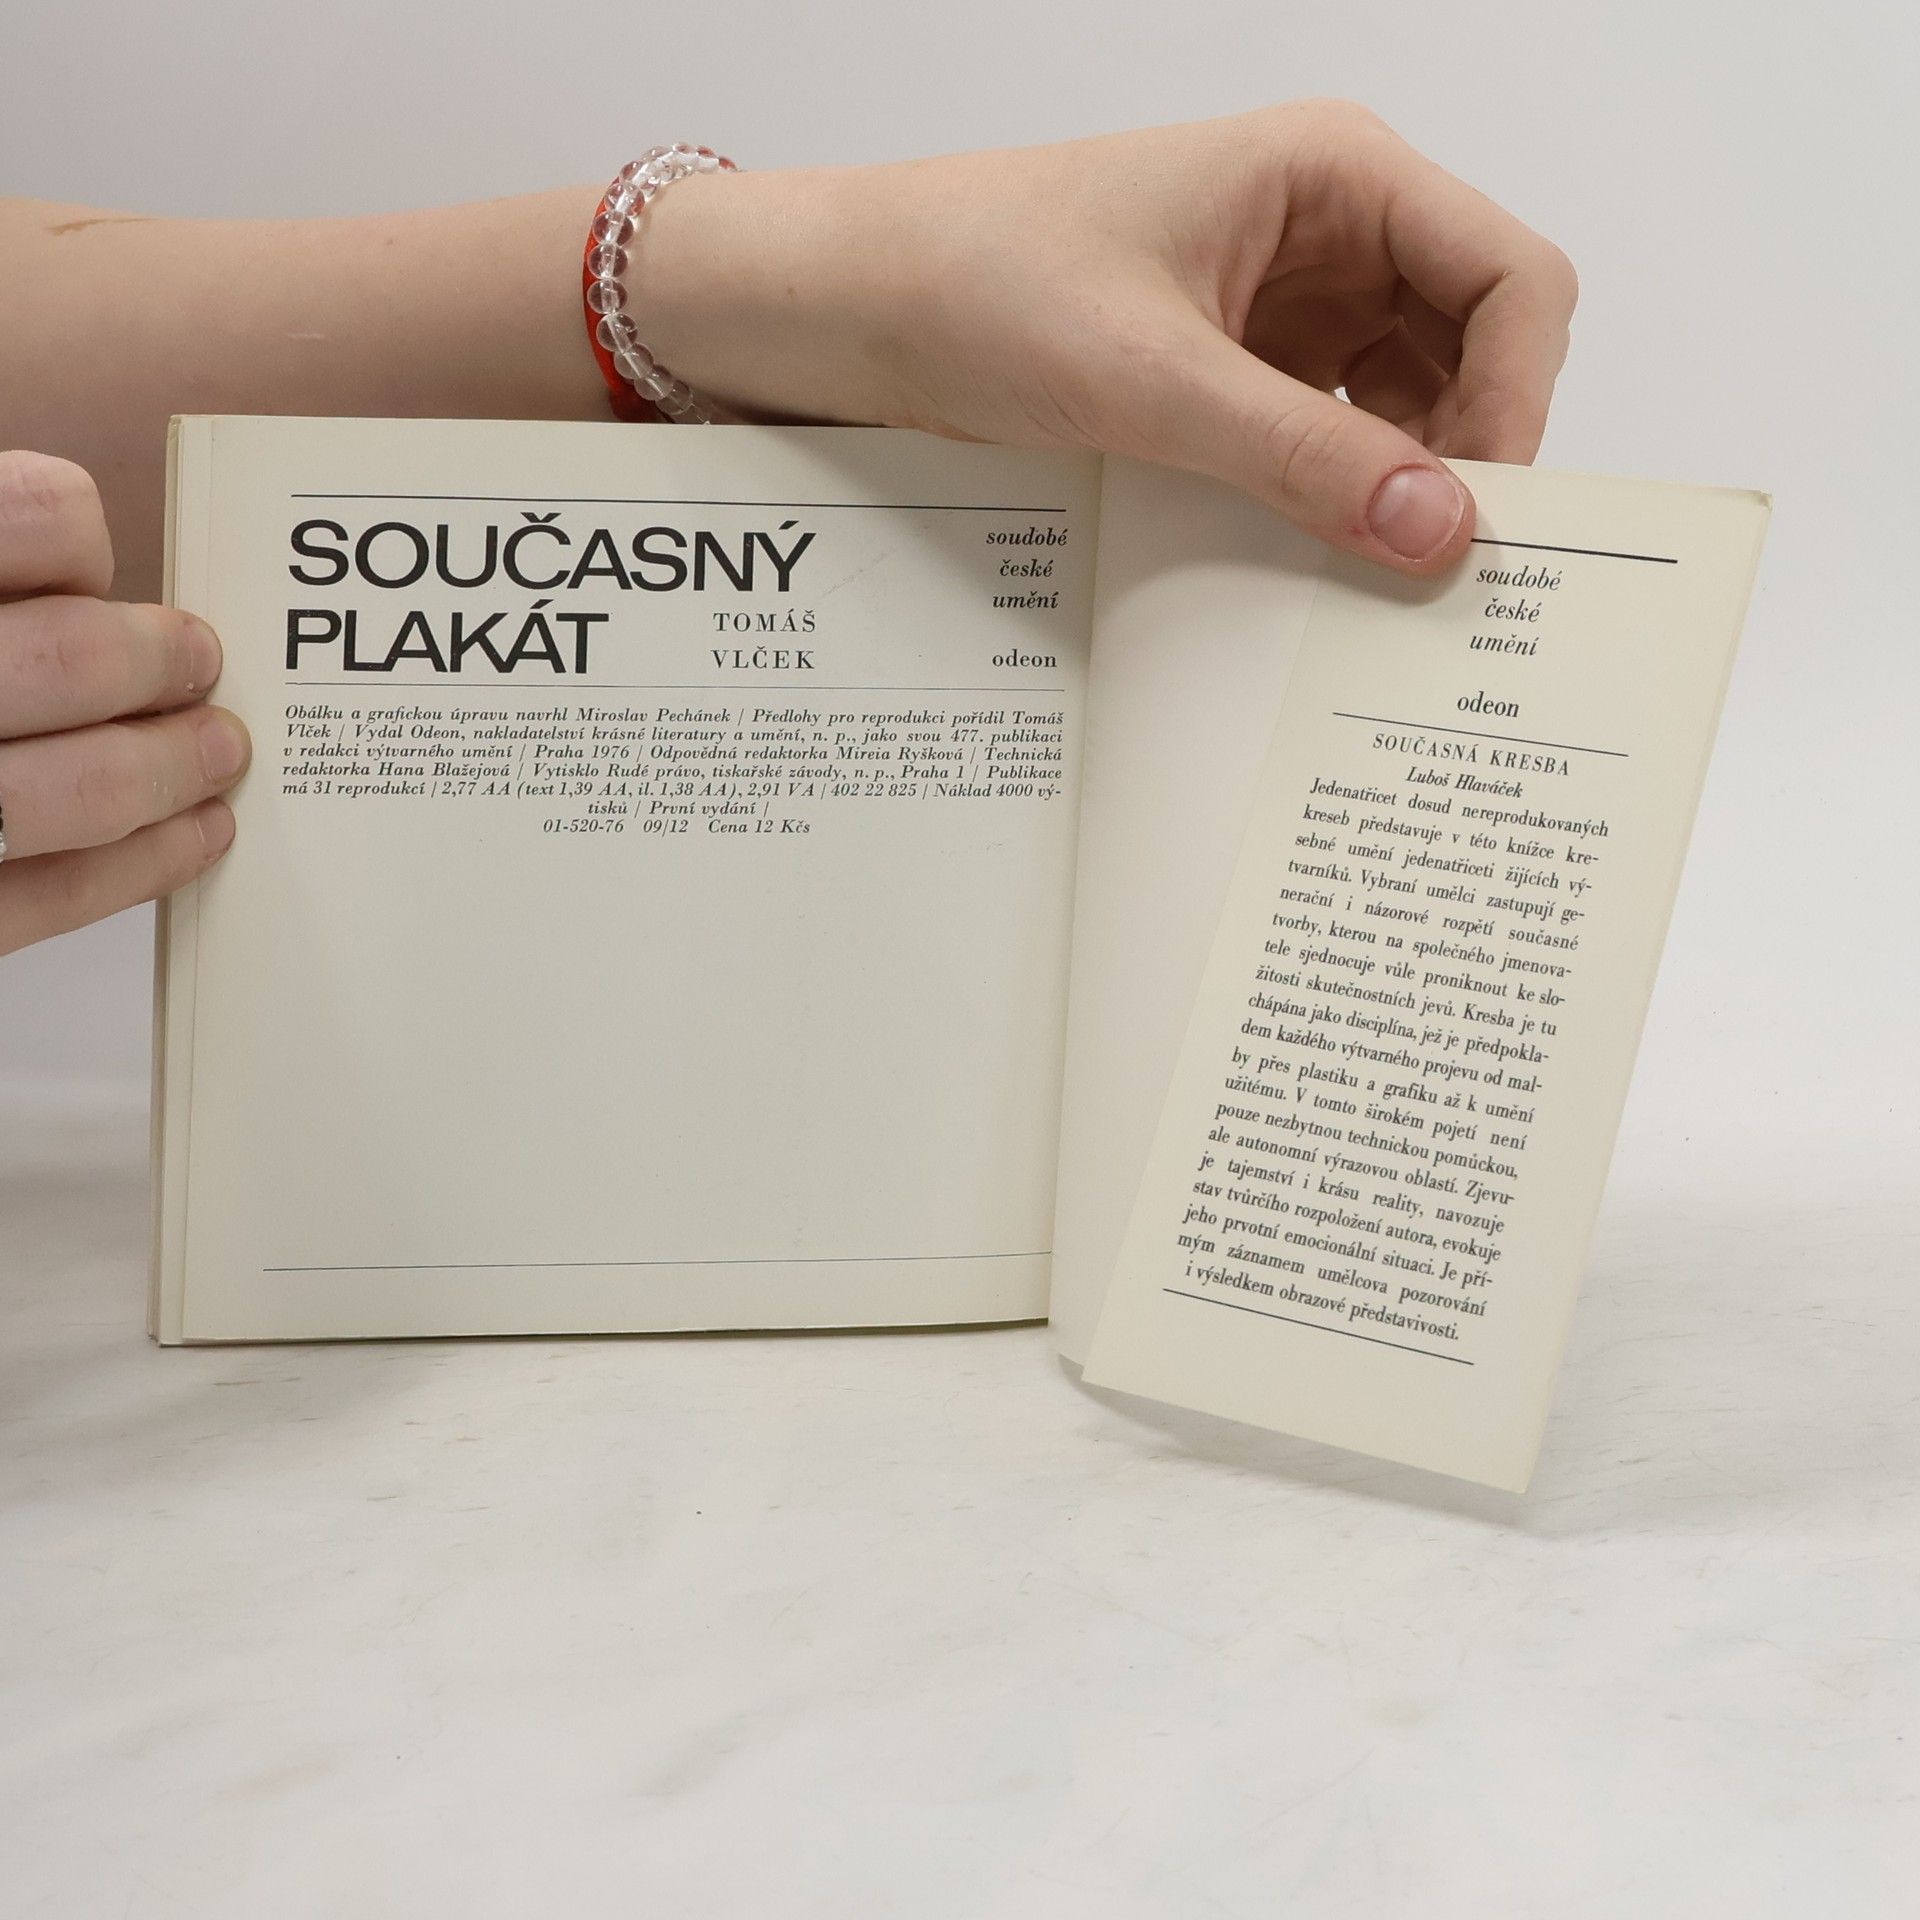 SOUČASNÝ
PLAKÁT
TOMÁŠ
VLČEK
soudobé
české
umění
odeon
Obálku a grafickou úpravu navrhl Miroslav Pechánek | Předlohy pro reprodukci pořídil Tomáš
Vlček | Vydal Odeon, nakladatelství krásné literatury a umění, n. p., jako svou 477. publikaci
v redakci výtvarného umění | Praha 1976 | Odpovědná redaktorka Mireia Ryšková | Technická
redaktorka Hana Blažejová | Vytisklo Rudé právo, tiskařské závody, n. p., Praha 1 | Publikace
má 31 reprodukcí | 2,77 AA (text 1,39 AA, il. 1,38 AA), 2,91 VA | 402 22 825 | Náklad 4000 vý-
tisků | První vydání |
01-520-76 09/12 Cena 12 Kčs
soudobé
české
umění
odeon
SOUČASNÁ KRESBA
Luboš Hlaváček
Jedenatřicet dosud nereprodukovaných
kreseb představuje v této knížce kre-
sebné umění jedenatřiceti žijících vý-
tvarníků. Vybraní umělci zastupují ge-
nerační i názorové rozpětí současné
tvorby, kterou na společného jmenova-
tele sjednocuje vůle proniknout ke slo-
žitosti skutečnostních jevů. Kresba je tu
chápána jako disciplína, jež je předpokla-
dem každého výtvarného projevu od mal-
by přes plastiku a grafiku až k umění
užitému. V tomto širokém pojetí není
pouze nezbytnou technickou pomůckou,
ale autonomní výrazovou oblastí. Zjevu-
je tajemství i krásu reality, navozuje
stav tvůrčího rozpoložení autora, evokuje
jeho prvotní emocionální situaci. Je pří-
mým záznamem umělcova pozorování
i výsledkem obrazové představivosti.